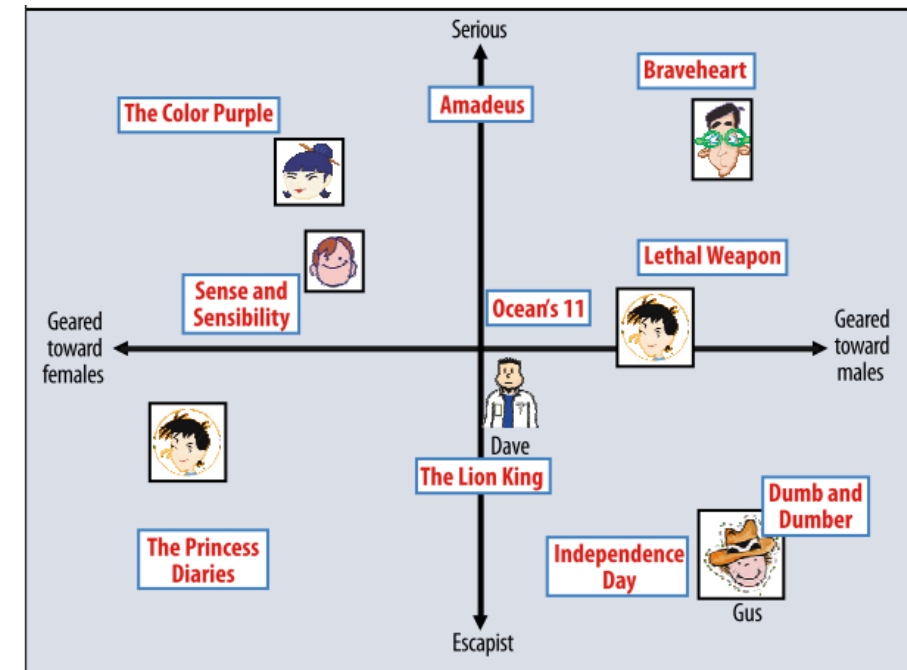 Serious
Braveheart
The Color Purple
Amadeus
Lethal Weapon
Sense and
Sensibility
Ocean's 11
Geared
toward
females
Geared
toward
males
Dave
The Lion King
Dumb and
Dumber
The Princess
Diaries
Independence
Day
Gus
Escapist